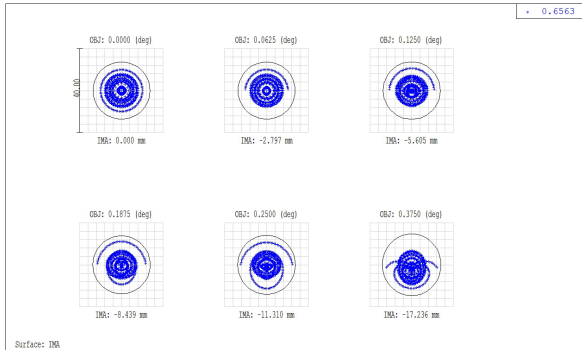 + 0.6563
OBJ: 0.0000 (deg)
OBJ: 0.0625 (deg)
OBJ: 0.1250 (deg)
40.00
IMA: 0.000 mm
IMA: -2.797 mm
IMA: -5.605 mm
OBJ: 0.1875 (deg)
OBJ: 0.2500 (deg)
OBJ: 0.3750 (deg)
IMA: -8.439 mm
IMA: -11.310 mm
IMA: -17.236 mm
Surface: IMA